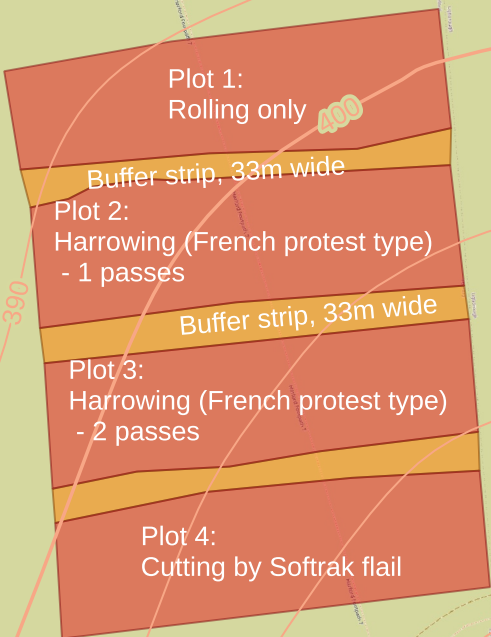 Plot 1:
Rolling only
400
Buffer strip, 33m wide
Plot 2:
Harrowing (French protest type)
- 1 passes
390
Buffer strip, 33m wide
Plot 3:
Harrowing (French protest type)
- 2 passes
Plot 4:
Cutting by Softrak flail